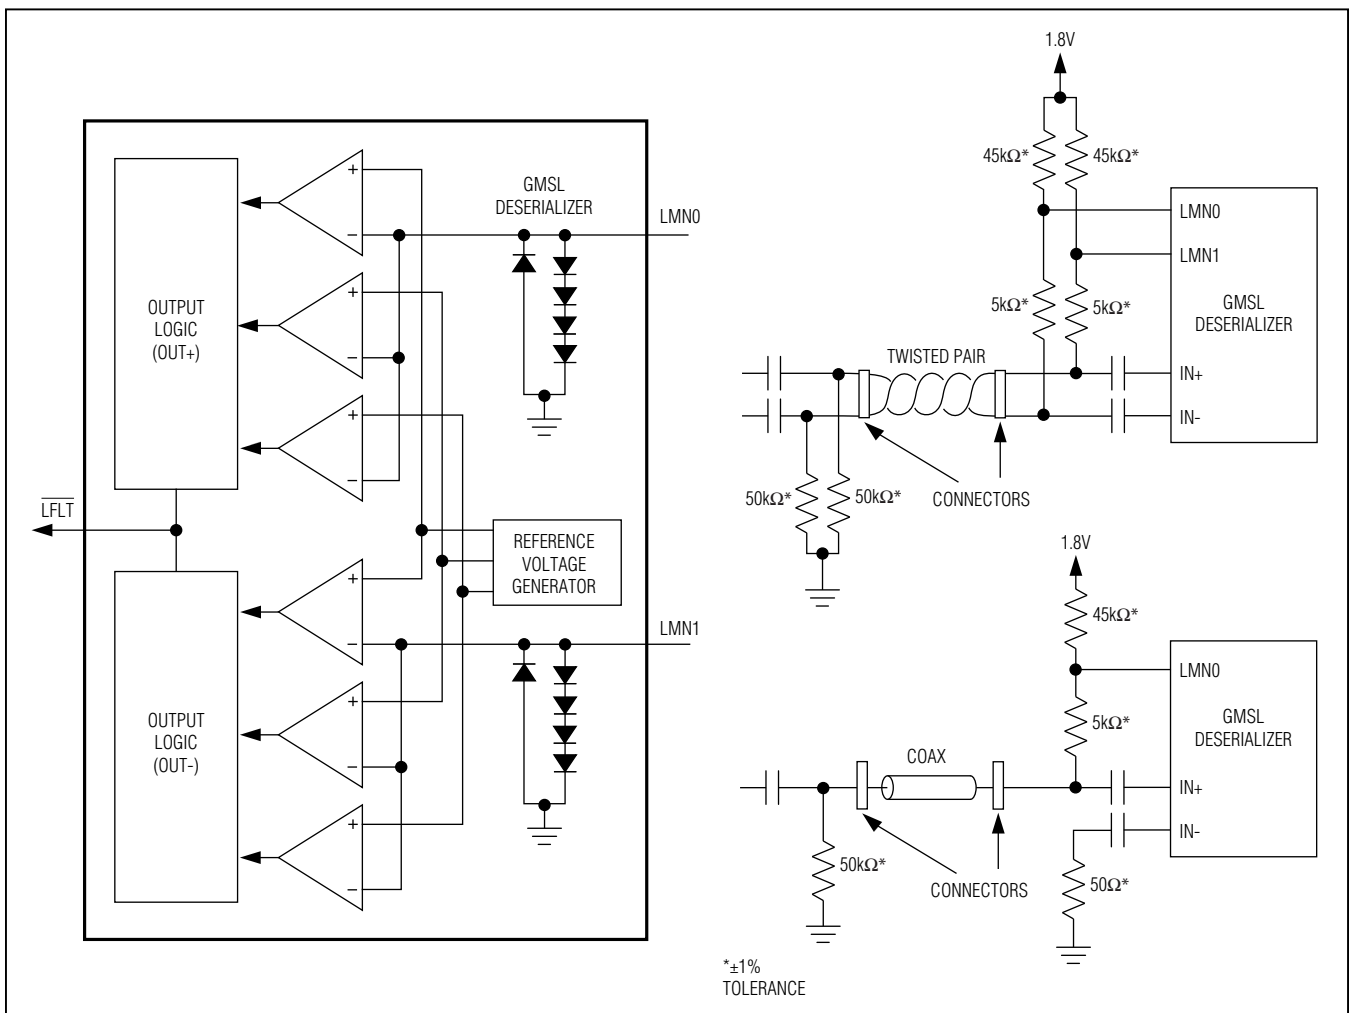 GMSL
DESERIALIZER
LMN0
+
−
+
−
+
−
OUTPUT
LOGIC
(OUT+)
LFLT
REFERENCE
VOLTAGE
GENERATOR
LMN1
+
−
+
−
+
−
OUTPUT
LOGIC
(OUT-)
1.8V
45kΩ* 45kΩ*
LMN0
LMN1
5kΩ* 5kΩ*
GMSL
DESERIALIZER
TWISTED PAIR
IN+
IN-
50kΩ* 50kΩ*
CONNECTORS
1.8V
45kΩ*
LMN0
5kΩ*
GMSL
DESERIALIZER
COAX
IN+
IN-
50kΩ*
CONNECTORS
50Ω*
*±1%
TOLERANCE